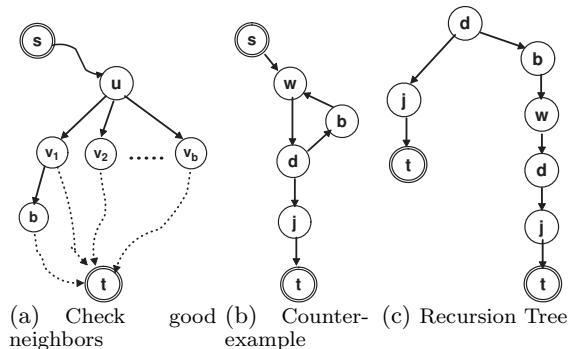 s
u
v1 v2 ..... vb
b
t
(a) Check good neighbors
s
w
b
d
j
t
(b) Counter-example
d
j b
t w
d
j
t
(c) Recursion Tree